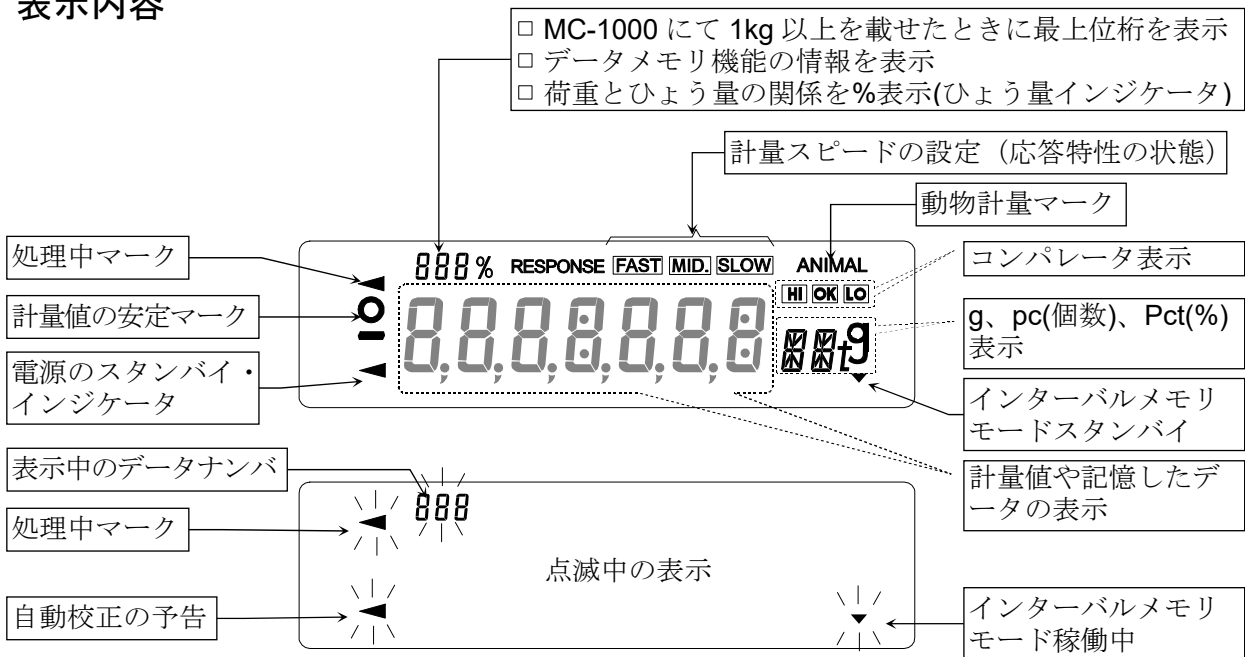 表示内容
□ MC-1000 にて 1kg 以上を載せたときに最上位桁を表示
□ データメモリ機能の情報を表示
□ 荷重とひょう量の関係を%表示(ひょう量インジケータ)
計量スピードの設定（応答特性の状態）
動物計量マーク
処理中マーク
計量値の安定マーク
電源のスタンバイ・
インジケータ
888% RESPONSE FAST MID. SLOW ANIMAL
HI OK LO
8.8.8.8.8.8.8
t g
コンパレータ表示
g、pc(個数)、Pct(%)
表示
インターバルメモリ
モードスタンバイ
計量値や記憶したデ
ータの表示
表示中のデータナンバ
処理中マーク
自動校正の予告
888
点滅中の表示
インターバルメモリ
モード稼働中